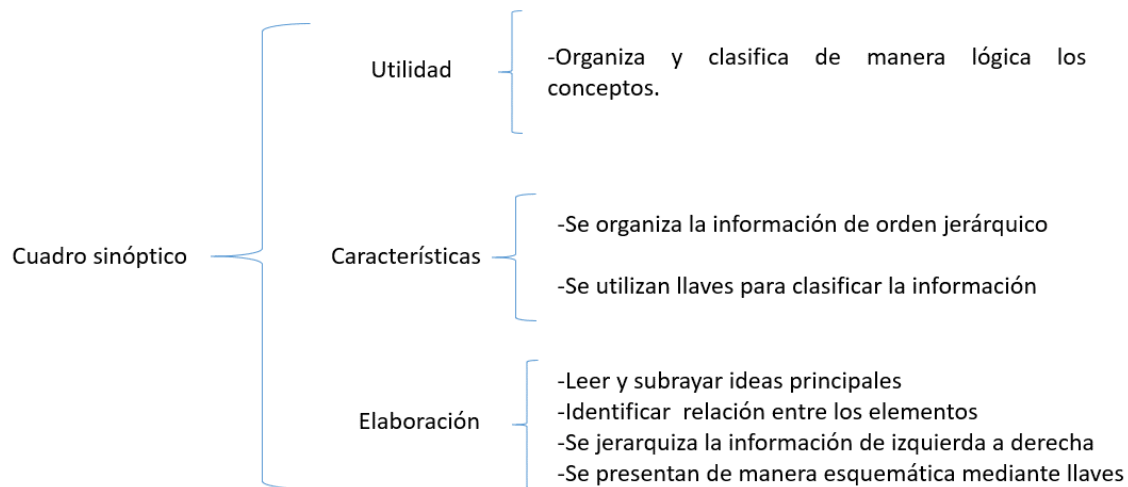 Utilidad
-Organiza y clasifica de manera lógica los
conceptos.
Cuadro sinóptico
Características
-Se organiza la información de orden jerárquico
-Se utilizan llaves para clasificar la información
Elaboración
-Leer y subrayar ideas principales
-Identificar relación entre los elementos
-Se jerarquiza la información de izquierda a derecha
-Se presentan de manera esquemática mediante llaves